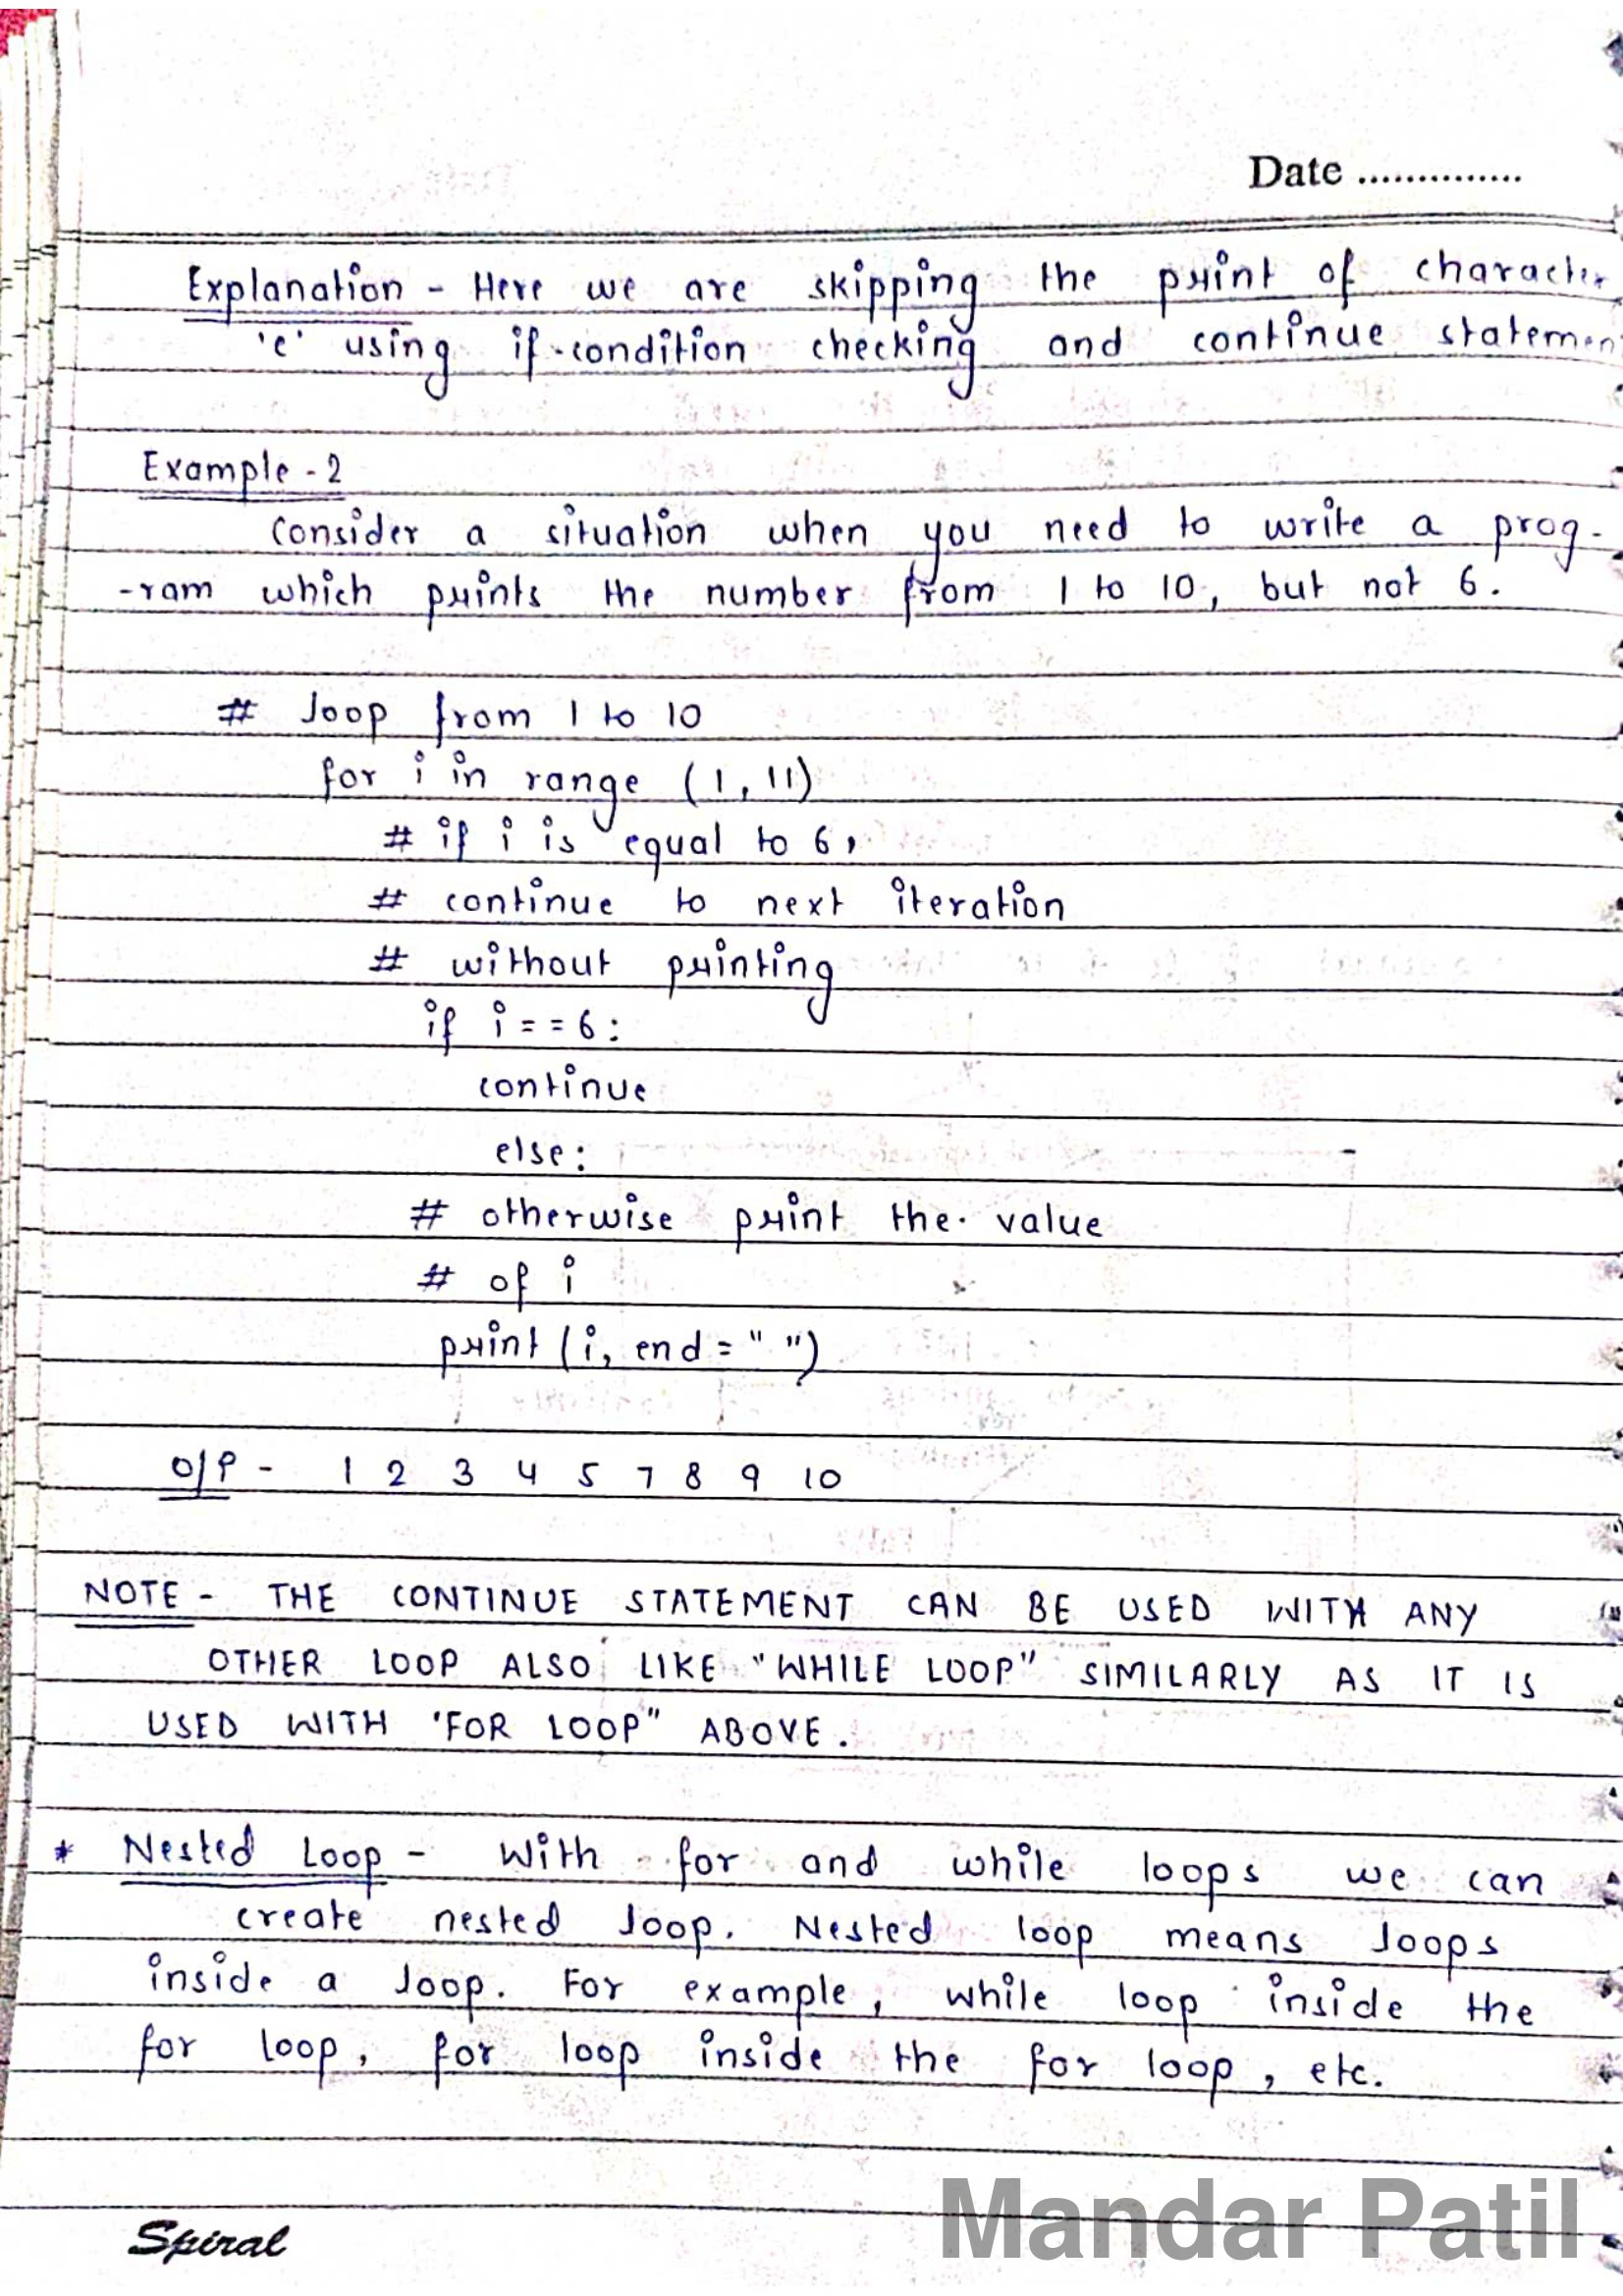 Date ..............
Explanation - Here we are skipping the print of character
'e' using if-condition checking and continue statemen
Example - 2
Consider a situation when you need to write a prog-
-ram which prints the number from 1 to 10, but not 6.
# loop from 1 to 10
for i in range (1, 11)
# if i is equal to 6,
# continue to next iteration
# without printing
if i == 6:
continue
else:
# otherwise print the value
# of i
print (i, end = " ")
O/P - 1 2 3 4 5 7 8 9 10
NOTE - THE CONTINUE STATEMENT CAN BE USED WITH ANY
OTHER LOOP ALSO LIKE "WHILE LOOP" SIMILARLY AS IT IS
USED WITH 'FOR LOOP" ABOVE.
* Nested Loop - With for and while loops we can
create nested loop. Nested loop means loops
inside a loop. For example, while loop inside the
for loop, for loop inside the for loop, etc.
Spiral
Mandar Patil